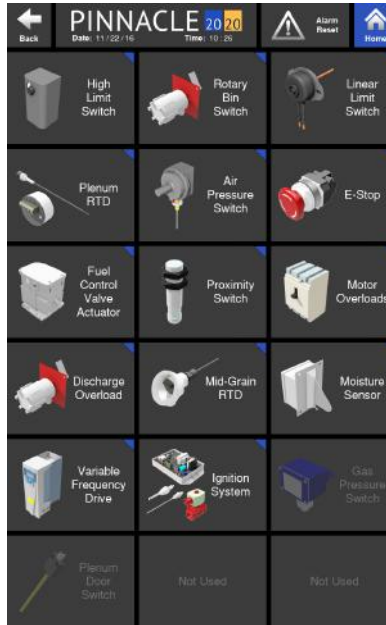 PINNACLE 20 20
Back
Date: 11/22/16
Time: 10:26
Alarm
Reset
Home
High
Limit
Switch
Rotary
Bin
Switch
Linear
Limit
Switch
Plenum
RTD
Air
Pressure
Switch
E-Stop
Fuel
Control
Valve
Actuator
Proximity
Switch
Motor
Overloads
Discharge
Overload
Mid-Grain
RTD
Moisture
Sensor
Variable
Frequency
Drive
Ignition
System
Gas
Pressure
Switch
Plenum
Door
Switch
Not Used
Not Used